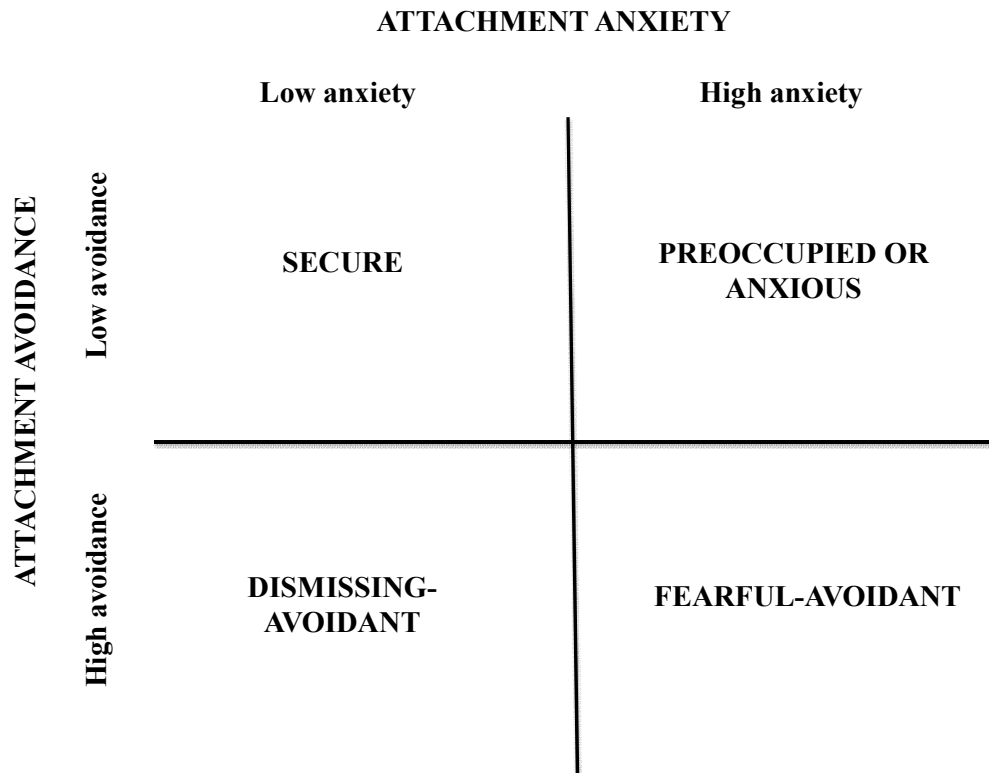 ATTACHMENT ANXIETY
Low anxiety
High anxiety
ATTACHMENT AVOIDANCE
Low avoidance
SECURE
PREOCCUPIED OR
ANXIOUS
High avoidance
DISMISSING-
AVOIDANT
FEARFUL-AVOIDANT